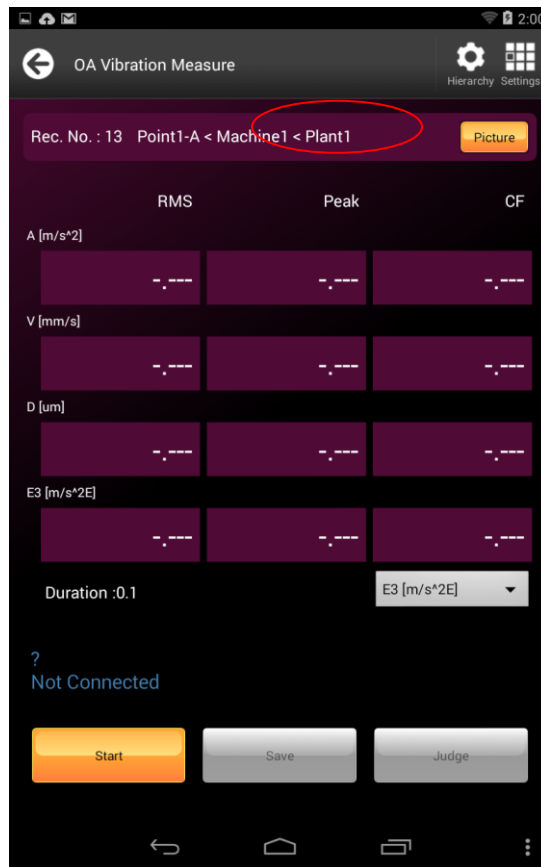 2:00
OA Vibration Measure
Hierarchy Settings
Rec. No. : 13 Point1-A < Machine1 < Plant1
Picture
RMS Peak CF
A [m/s^2]
-.--- -.--- -.---
V [mm/s]
-.--- -.--- -.---
D [um]
-.--- -.--- -.---
E3 [m/s^2E]
-.--- -.--- -.---
Duration :0.1
E3 [m/s^2E]
?
Not Connected
Start Save Judge